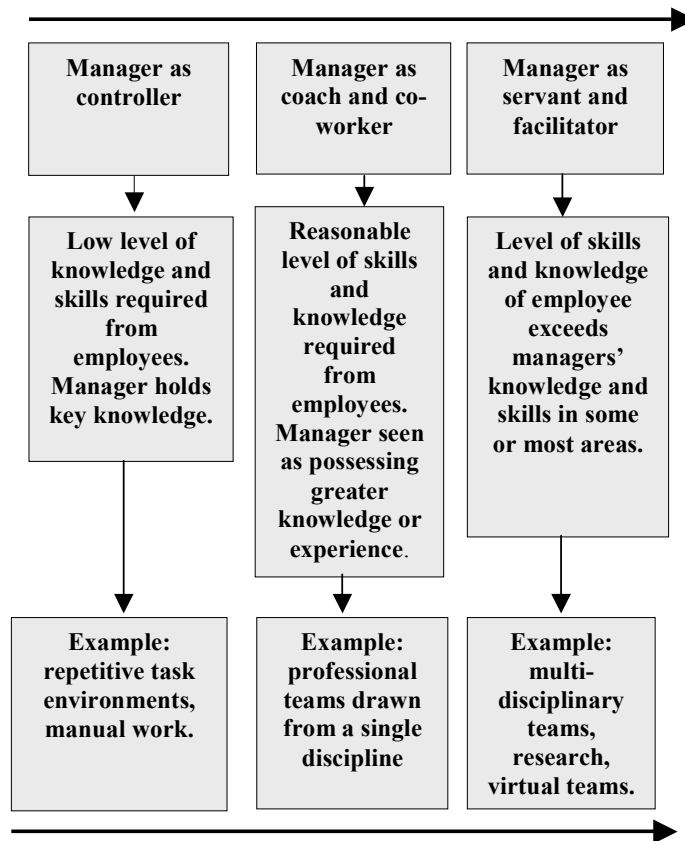 Manager as
controller
Low level of
knowledge and
skills required
from
employees.
Manager holds
key knowledge.
Example:
repetitive task
environments,
manual work.
Manager as
coach and co-
worker
Reasonable
level of skills
and
knowledge
required
from
employees.
Manager seen
as possessing
greater
knowledge or
experience.
Example:
professional
teams drawn
from a single
discipline
Manager as
servant and
facilitator
Level of skills
and knowledge
of employee
exceeds
managers’
knowledge and
skills in some
or most areas.
Example:
multi-
disciplinary
teams,
research,
virtual teams.